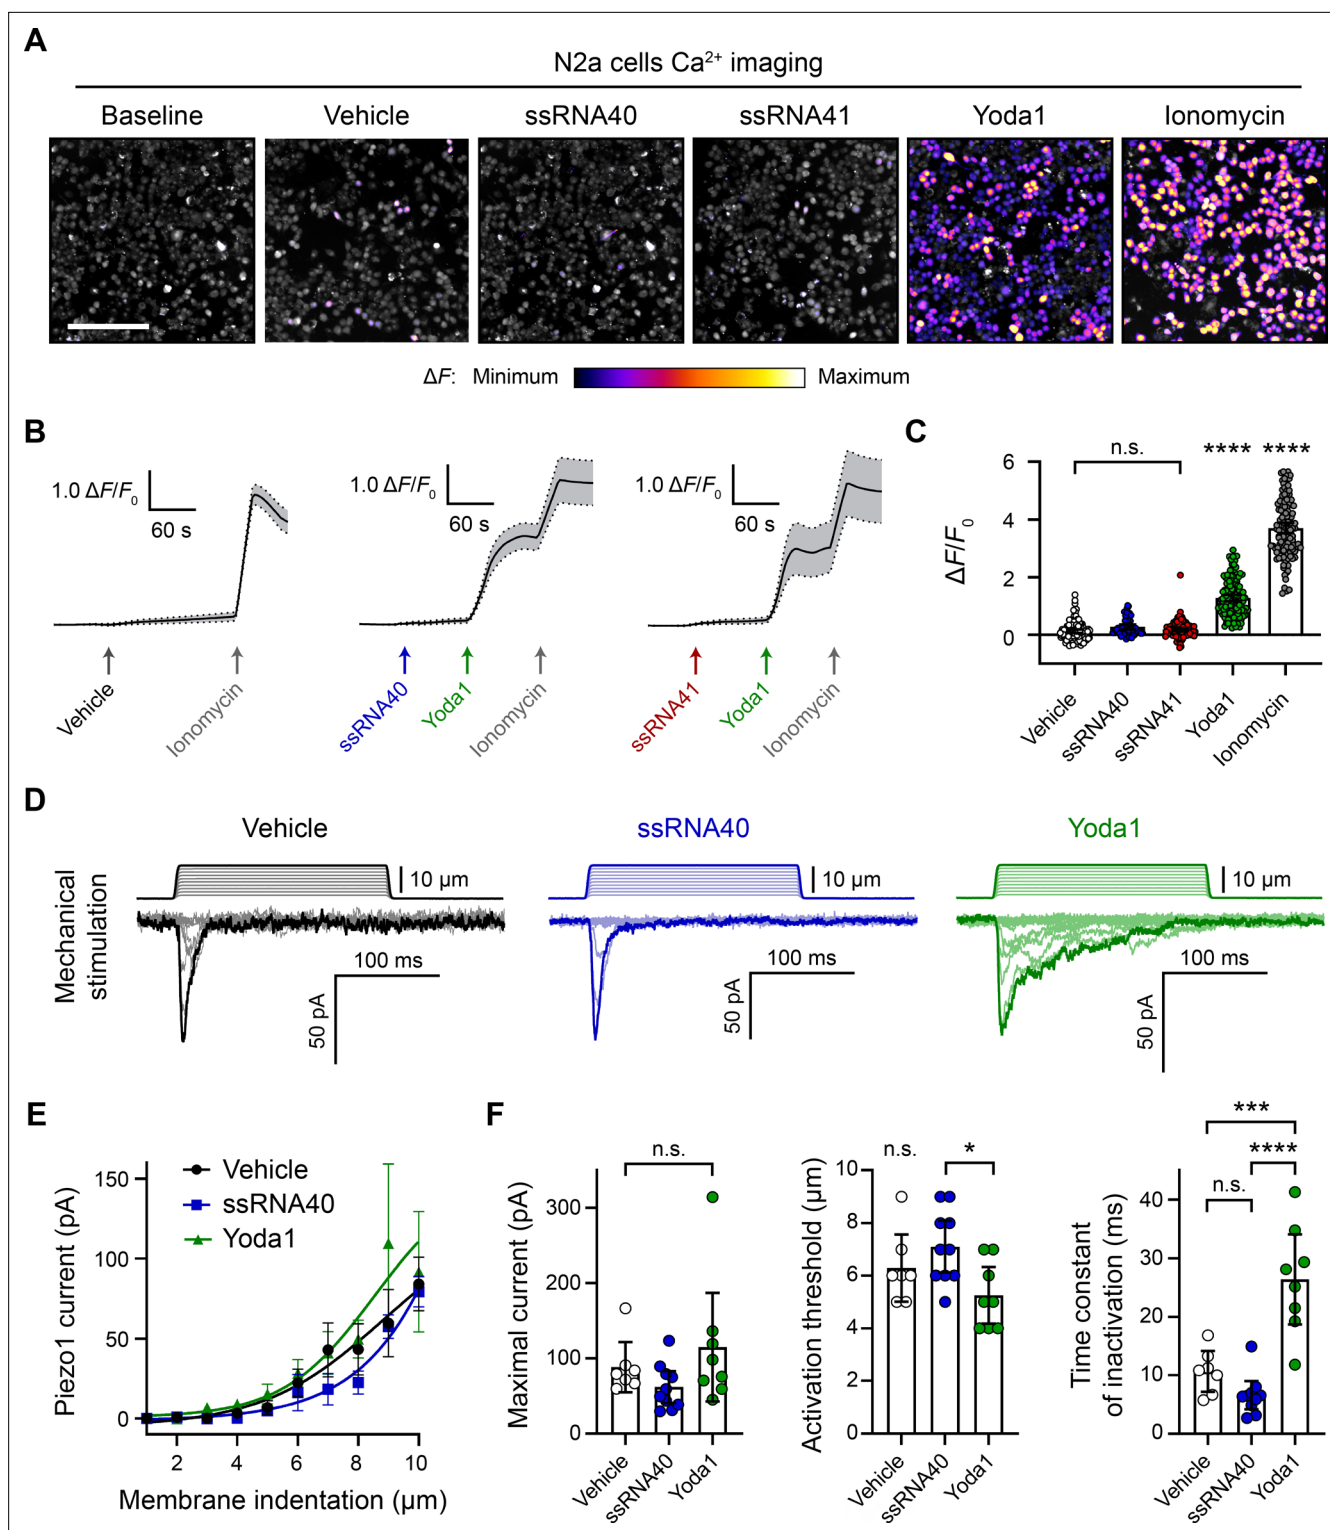 A
N2a cells Ca²⁺ imaging
Baseline
Vehicle
ssRNA40
ssRNA41
Yoda1
Ionomycin
ΔF: Minimum
Maximum
B
1.0 ΔF/F₀
60 s
Vehicle
Ionomycin
1.0 ΔF/F₀
60 s
ssRNA40
Yoda1
Ionomycin
1.0 ΔF/F₀
60 s
ssRNA41
Yoda1
Ionomycin
C
n.s.
****
****
ΔF/F₀
6
4
2
0
Vehicle
ssRNA40
ssRNA41
Yoda1
Ionomycin
D
Mechanical
stimulation
Vehicle
10 µm
100 ms
50 pA
ssRNA40
10 µm
100 ms
50 pA
Yoda1
10 µm
100 ms
50 pA
E
Vehicle
ssRNA40
Yoda1
Piezo1 current (pA)
150
100
50
0
2
4
6
8
10
Membrane indentation (µm)
F
n.s.
Maximal current (pA)
300
200
100
0
Vehicle
ssRNA40
Yoda1
n.s.
*
Activation threshold (µm)
10
8
6
4
2
0
Vehicle
ssRNA40
Yoda1
***
****
n.s.
Time constant
of inactivation (ms)
40
30
20
10
0
Vehicle
ssRNA40
Yoda1